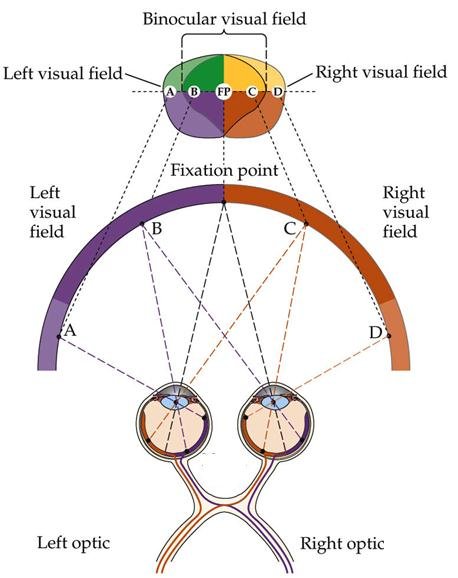 Binocular visual field
Left visual field
Right visual field
A B FP C D
Fixation point
Left
visual
field
Right
visual
field
B
C
A
D
Left optic
Right optic